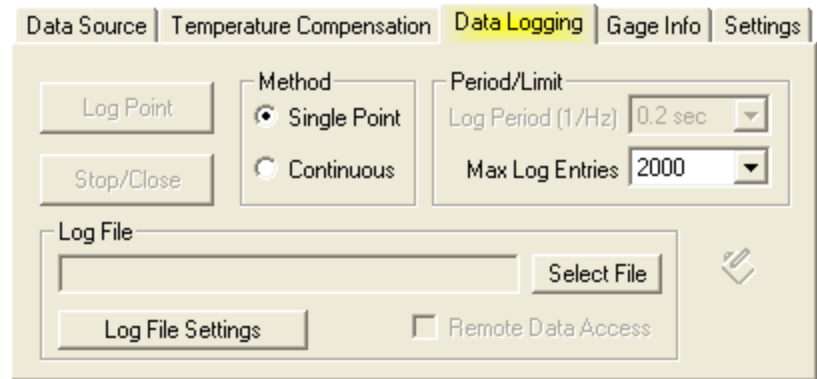 Data Source Temperature Compensation Data Logging Gage Info Settings
Method Period/Limit
Log Point Single Point Log Period (1/Hz) 0.2 sec
Stop/Close Continuous Max Log Entries 2000
Log File
Select File
Log File Settings Remote Data Access